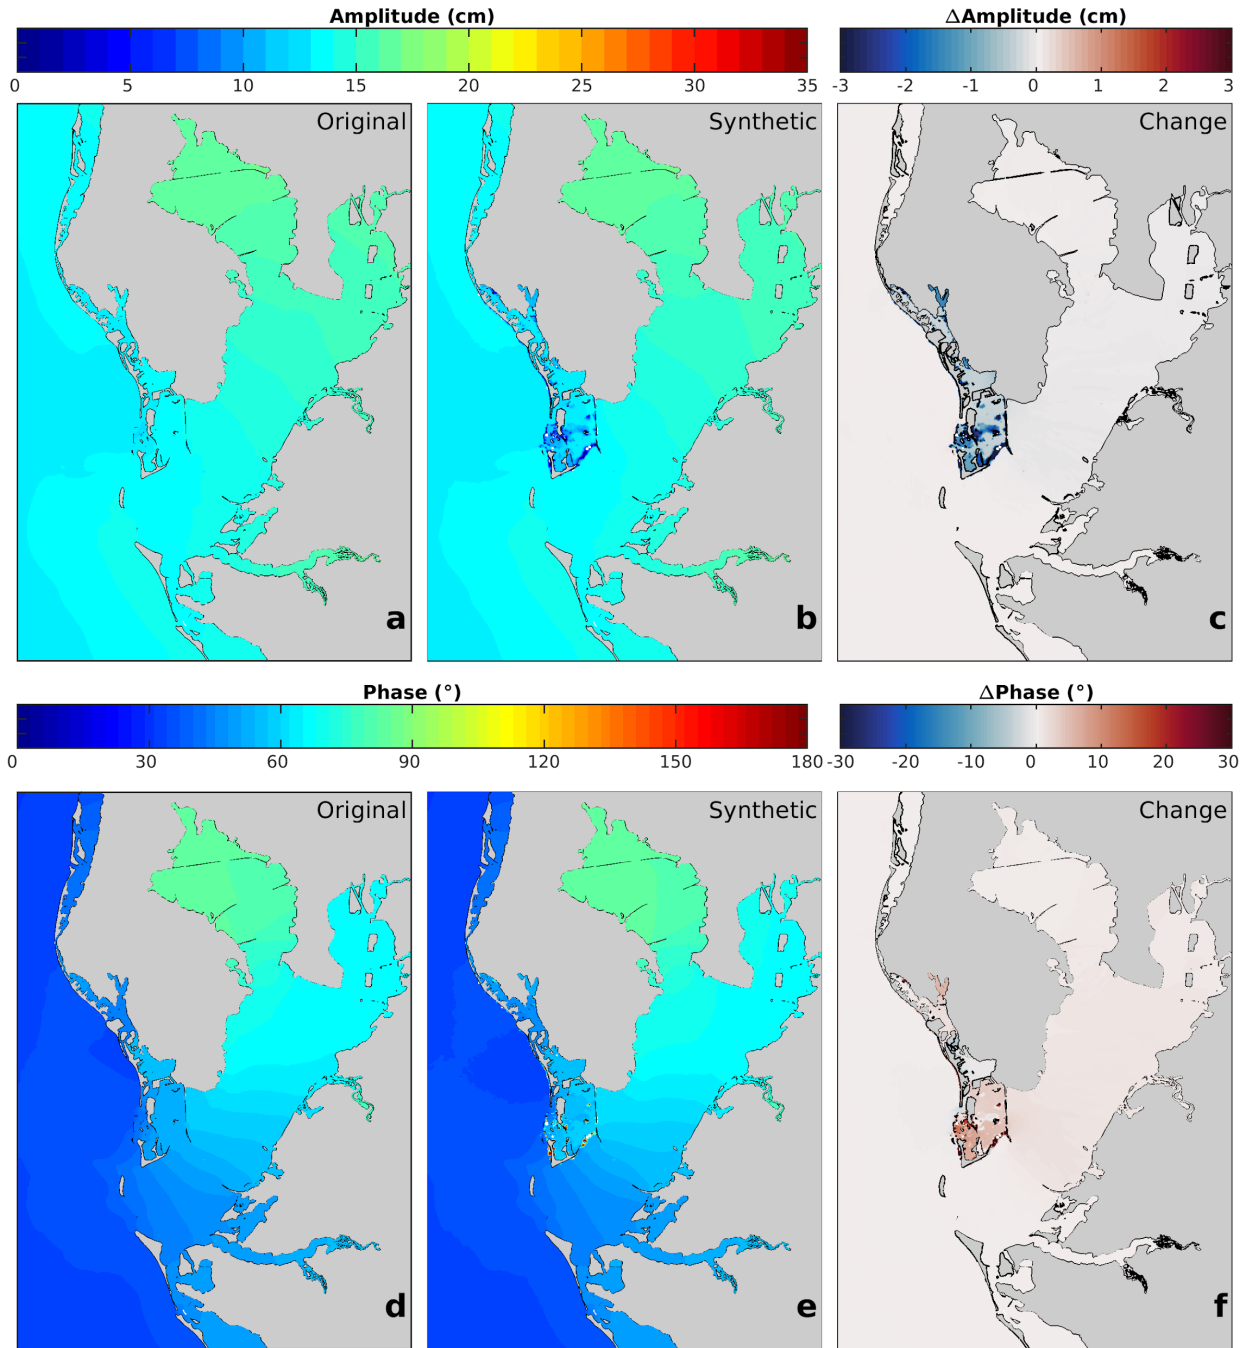 Amplitude (cm)
ΔAmplitude (cm)
0 5 10 15 20 25 30 35
-3 -2 -1 0 1 2 3
Original
Synthetic
Change
a
b
c
Phase (°)
ΔPhase (°)
0 30 60 90 120 150 180
-30 -20 -10 0 10 20 30
Original
Synthetic
Change
d
e
f